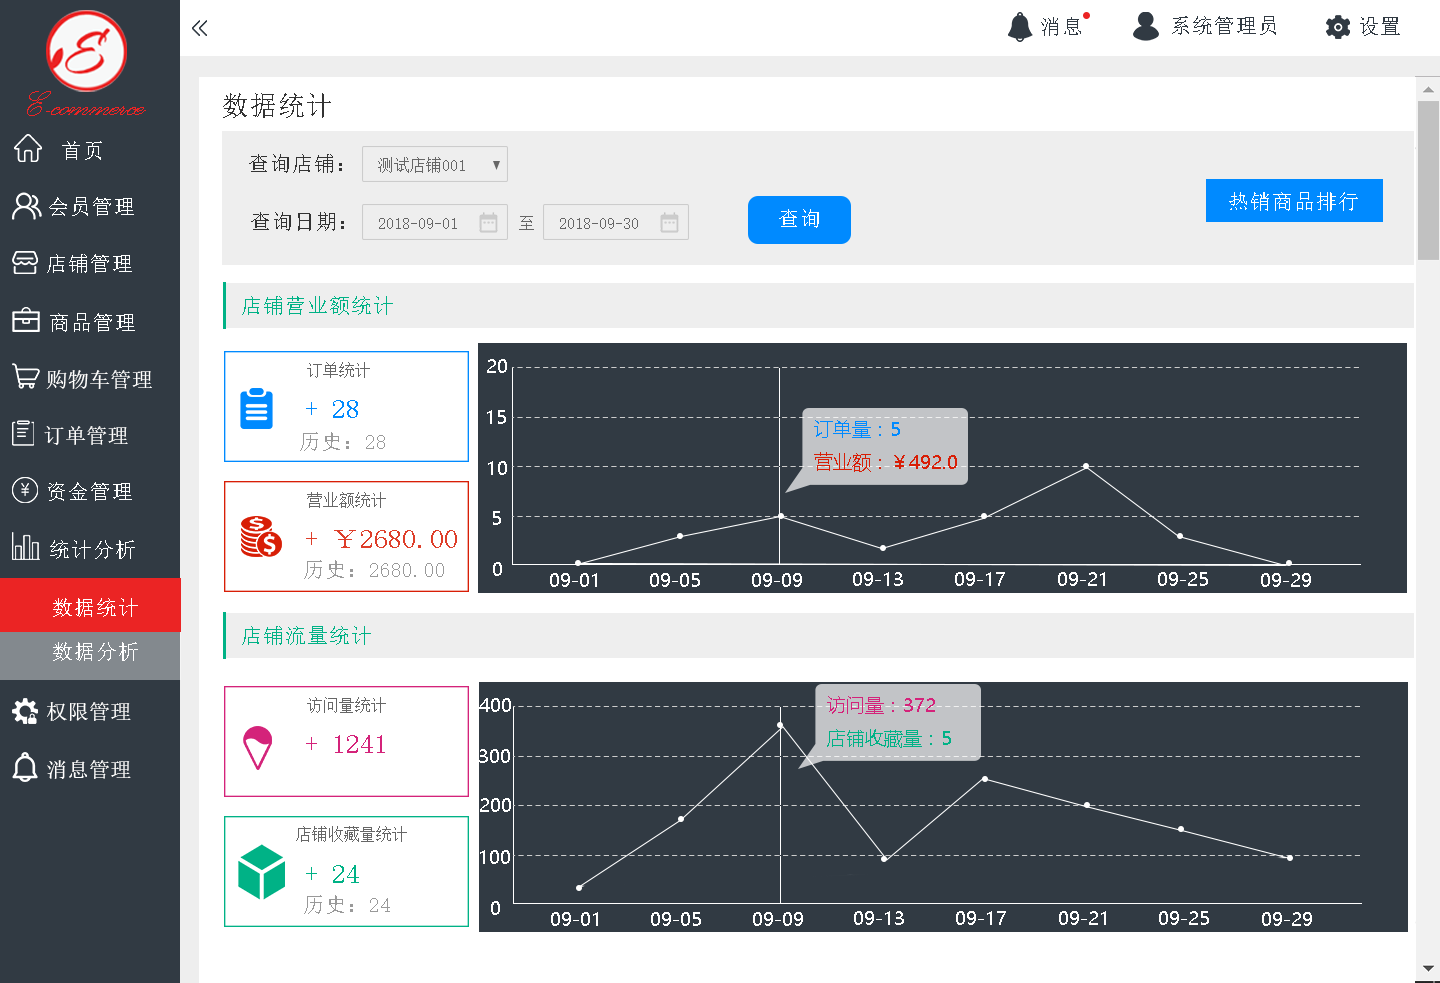 消息 系统管理员 设置
E-commerce
首页
会员管理
店铺管理
商品管理
购物车管理
订单管理
资金管理
统计分析
数据统计
数据分析
权限管理
消息管理
数据统计
查询店铺： 测试店铺001
查询日期： 2018-09-01 至 2018-09-30 查询
热销商品排行
店铺营业额统计
订单统计
+ 28
历史：28
营业额统计
+ ￥2680.00
历史：2680.00
20
15
10
5
0
订单量：5
营业额：￥492.0
09-01 09-05 09-09 09-13 09-17 09-21 09-25 09-29
店铺流量统计
访问量统计
+ 1241
店铺收藏量统计
+ 24
历史：24
400
300
200
100
0
访问量：372
店铺收藏量：5
09-01 09-05 09-09 09-13 09-17 09-21 09-25 09-29